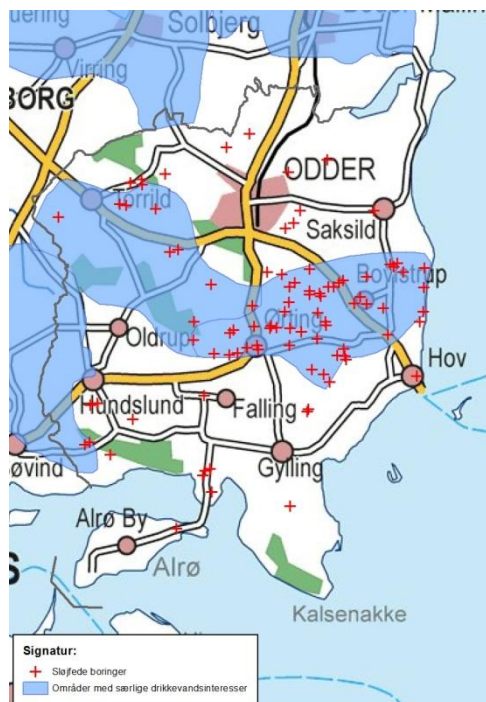 Solbjerg
Virring
BORG
ODDER
Torrild
Saksild
Boulstrup
Ørting
Oldrup
Hov
Hundslund
Falling
Gylling
Alrø By
Alrø
Kalsenakke
Signatur:
Sløjfede boringer
Områder med særlige drikkevandsinteresser